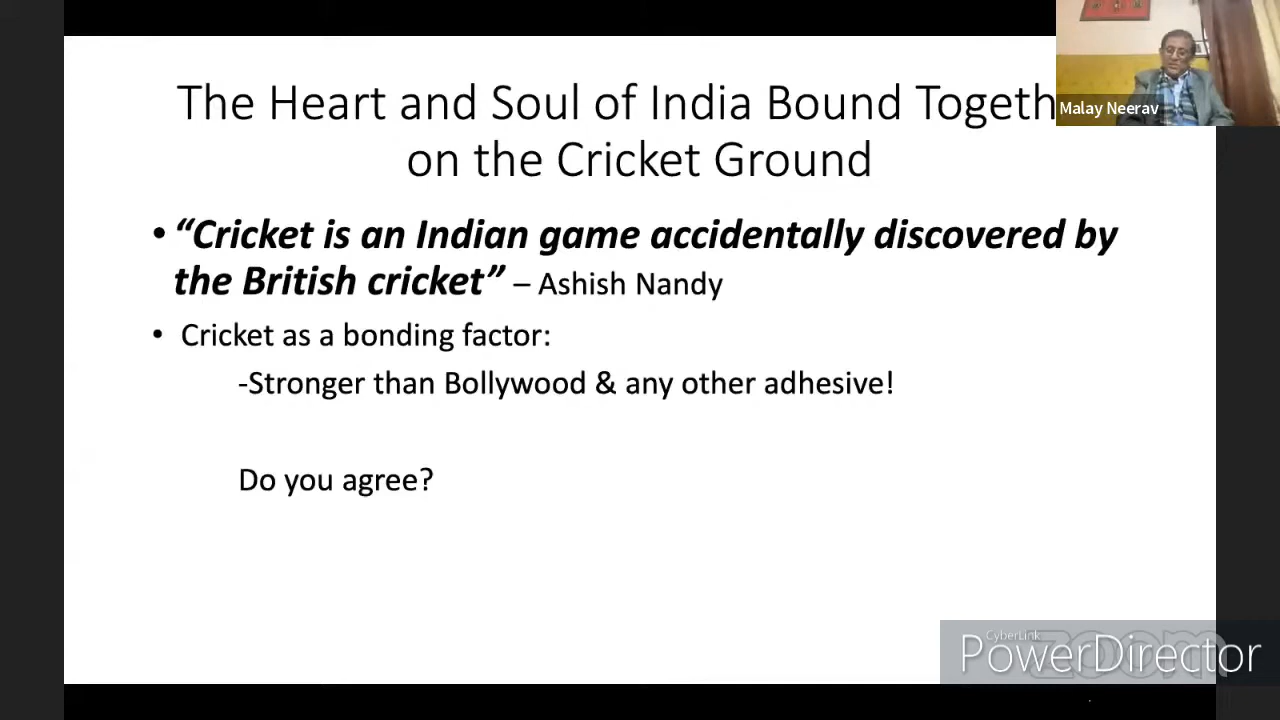 The Heart and Soul of India Bound Togeth
on the Cricket Ground
• “Cricket is an Indian game accidentally discovered by
the British cricket” – Ashish Nandy
• Cricket as a bonding factor:
-Stronger than Bollywood & any other adhesive!
Do you agree?
Malay Neerav
CyberLink
PowerDirector
zoom